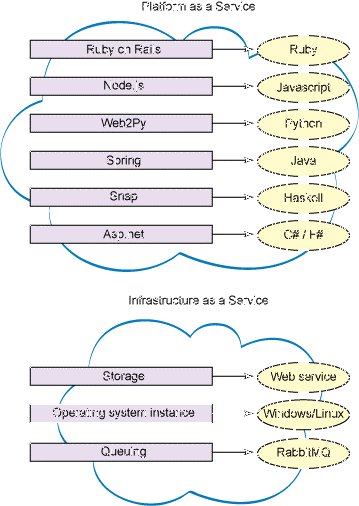 Platform as a Service
Ruby on Rails
Ruby
Node.js
Javascript
Web2Py
Python
Spring
Java
Snap
Haskell
Asp.net
C# / F#
Infrastructure as a Service
Storage
Web service
Operating system instance
Windows/Linux
Queuing
RabbitMQ